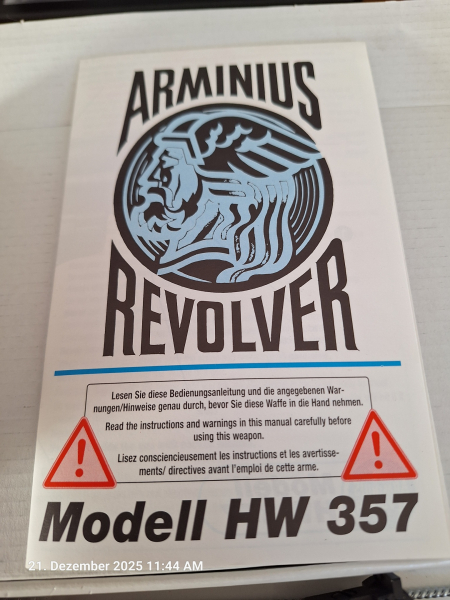 ARMINIUS
REVOLVER
Lesen Sie diese Bedienungsanleitung und die angegebenen War-
nungen/Hinweise genau durch, bevor Sie diese Waffe in die Hand nehmen.
Read the instructions and warnings in this manual carefully before
using this weapon.
Lisez consciencieusement les instructions et les avertisse-
ments/ directives avant l'emploi de cette arme.
! !
Modell HW 357
21. Dezember 2025 11:44 AM